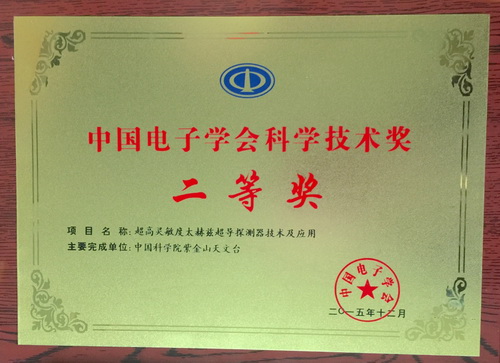 中国电子学会科学技术奖
二等奖
项目名称：超高灵敏度太赫兹超导探测器技术及应用
主要完成单位：中国科学院紫金山天文台
中国电子学会
二〇一五年十二月